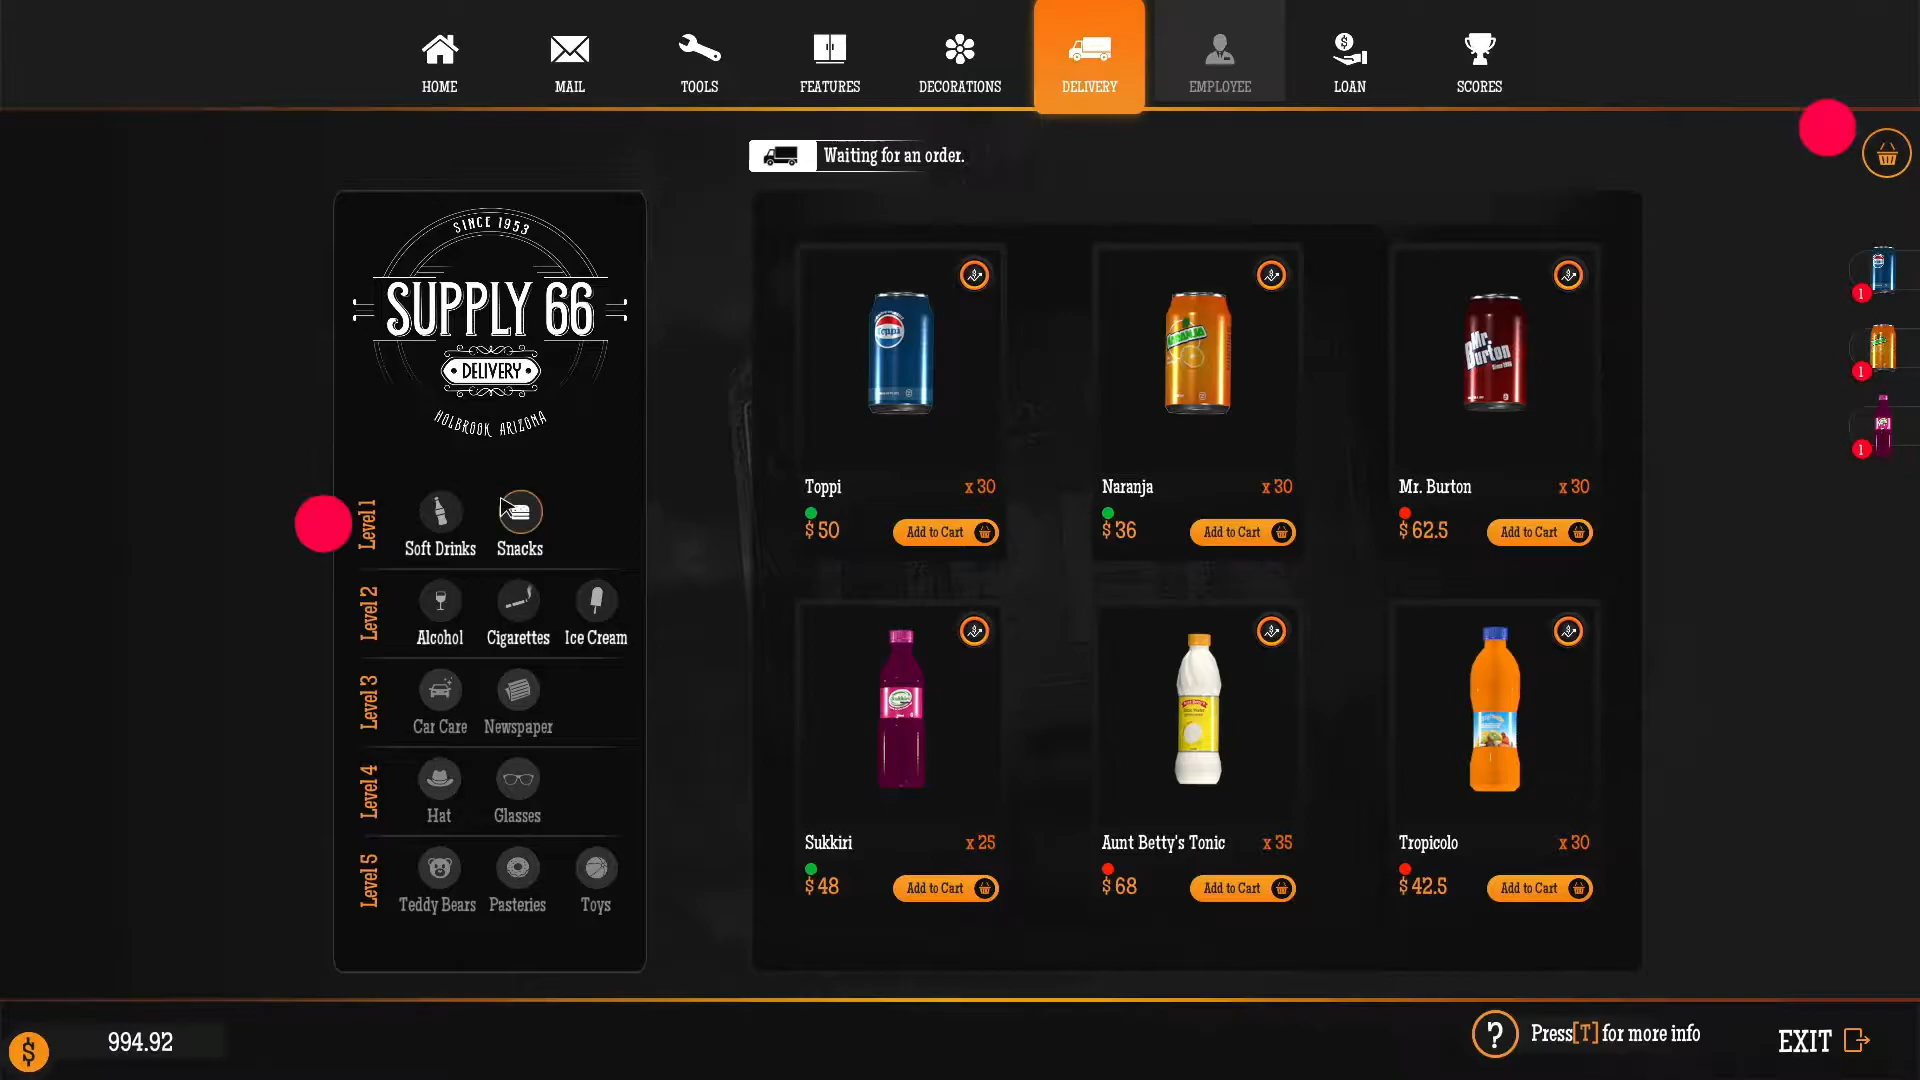 HOME
MAIL
TOOLS
FEATURES
DECORATIONS
DELIVERY
EMPLOYEE
LOAN
SCORES
Waiting for an order.
SINCE 1953
SUPPLY 66
DELIVERY
HOLBROOK, ARIZONA
Level 1
Soft Drinks
Snacks
Level 2
Alcohol
Cigarettes
Ice Cream
Level 3
Car Care
Newspaper
Level 4
Hat
Glasses
Level 5
Teddy Bears
Pasteries
Toys
Toppi
Toppi x 30
$ 50 Add to Cart
NARANJA
Naranja x 30
$ 36 Add to Cart
Mr. Burton
Mr. Burton x 30
$ 62.5 Add to Cart
Sukkiri
Sukkiri x 25
$ 48 Add to Cart
Aunt Betty's Tonic x 35
$ 68 Add to Cart
Tropicolo x 30
$ 42.5 Add to Cart
1
1
1
$ 994.92
? Press[T] for more info
EXIT